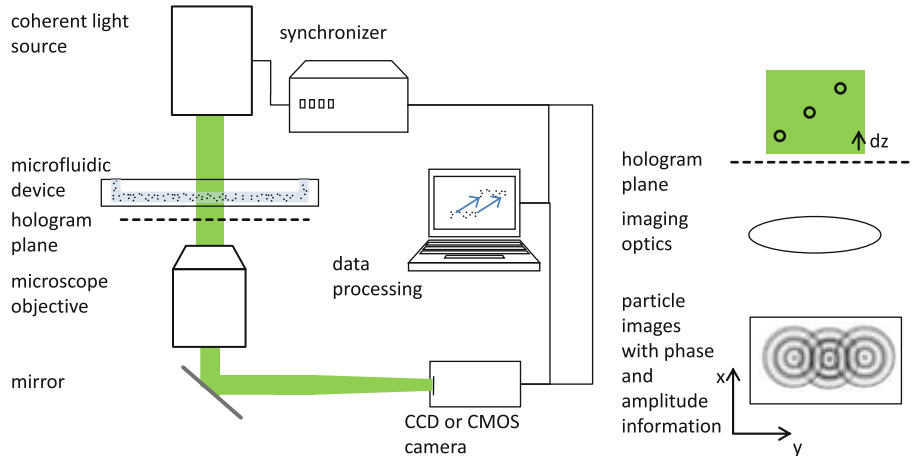 coherent light
source
synchronizer
microfluidic
device
hologram
plane
microscope
objective
mirror
data
processing
CCD or CMOS
camera
dz
hologram
plane
imaging
optics
particle
images
with phase
and
amplitude
information
x
y